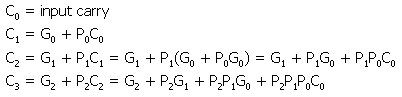 C₀ = input carry
C₁ = G₀ + P₀C₀
C₂ = G₁ + P₁C₁ = G₁ + P₁(G₀ + P₀G₀) = G₁ + P₁G₀ + P₁P₀C₀
C₃ = G₂ + P₂C₂ = G₂ + P₂G₁ + P₂P₁G₀ + P₂P₁P₀C₀